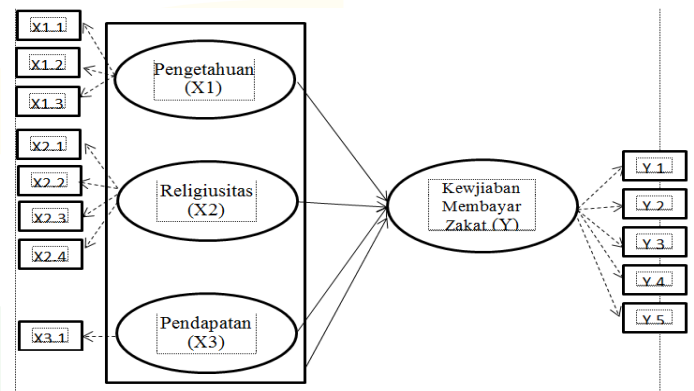 X1.1
X1.2
X1.3
X2.1
X2.2
X2.3
X2.4
X3.1
Pengetahuan
(X1)
Religiusitas
(X2)
Pendapatan
(X3)
Kewjiaban
Membayar
Zakat (Y)
Y.1
Y.2
Y.3
Y.4
Y.5